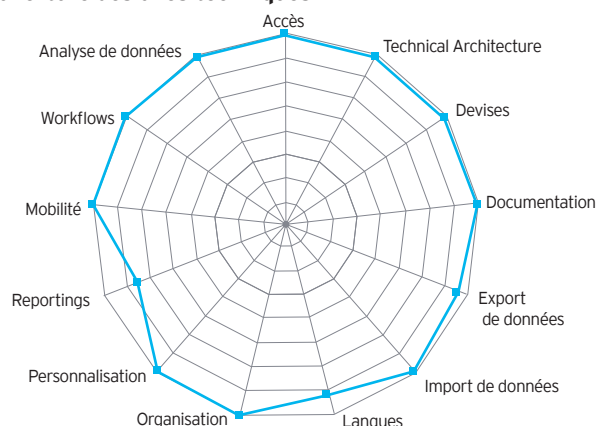 Accès
Analyse de données
Technical Architecture
Workflows
Devises
Mobilité
Documentation
Reportings
Export
de données
Personnalisation
Import de données
Organisation
Langues